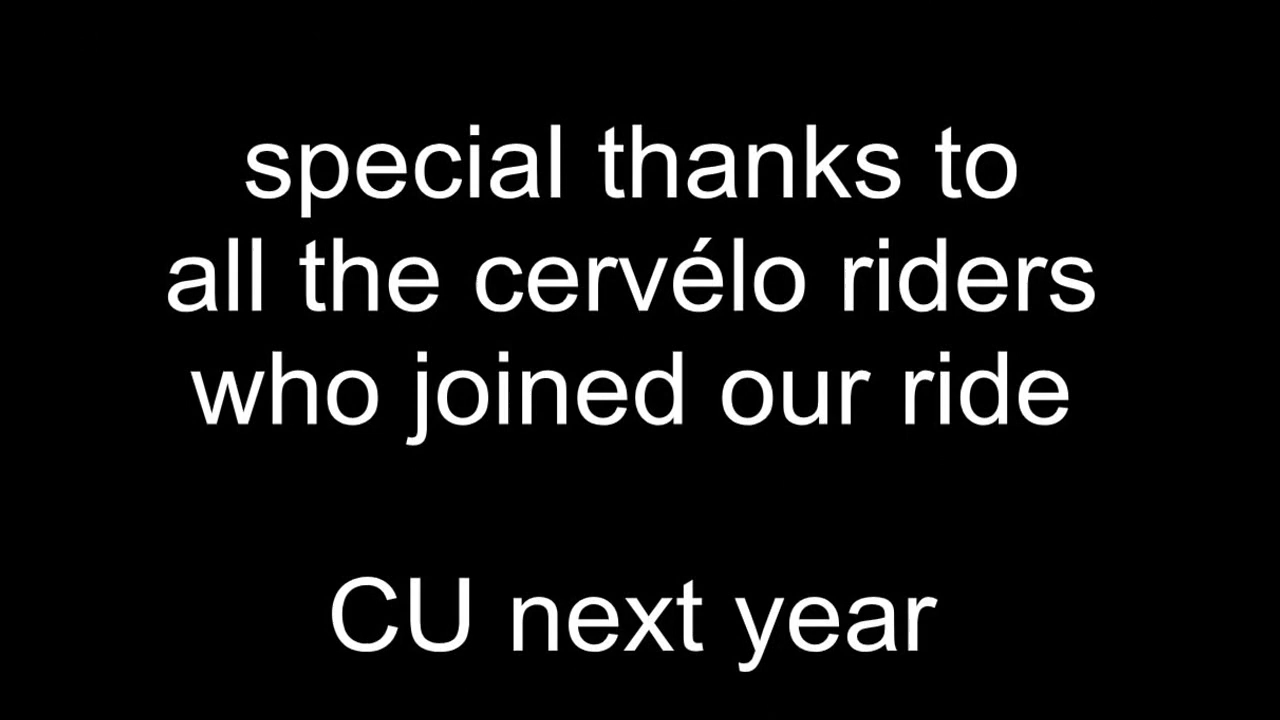 special thanks to
all the cervélo riders
who joined our ride
CU next year